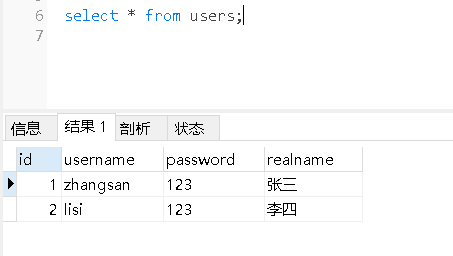 6 select * from users;
7
信息 结果 1 剖析 状态
id username password realname
1 zhangsan 123 张三
2 lisi 123 李四